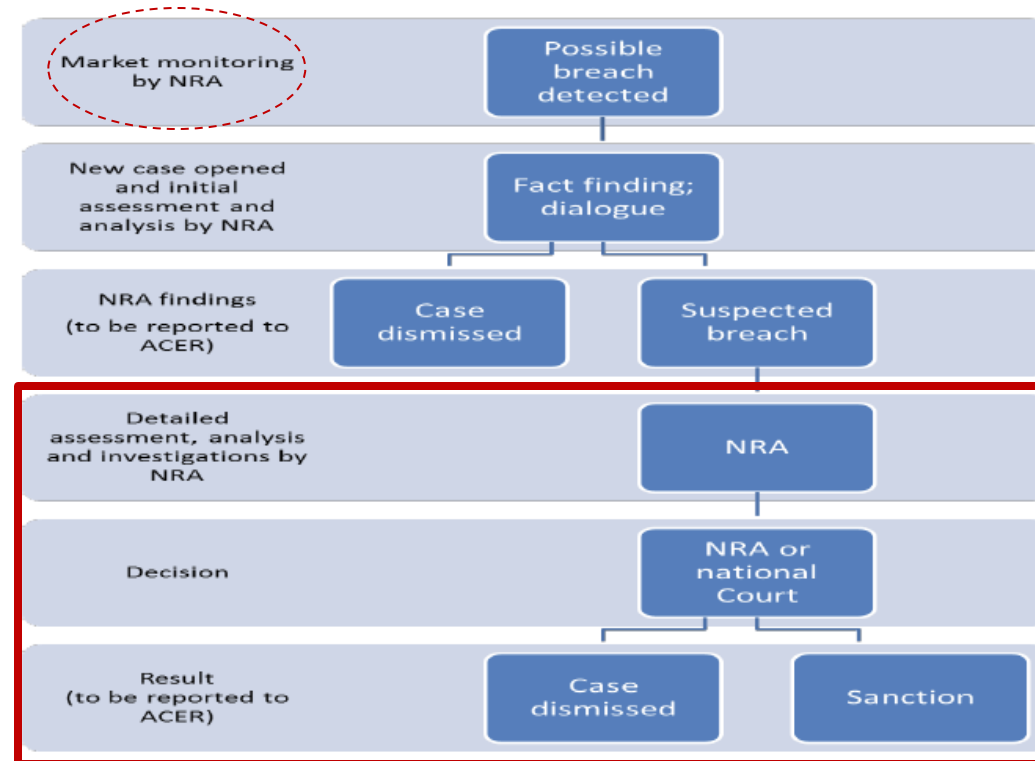 Market monitoring
by NRA
Possible
breach
detected
New case opened
and initial
assessment and
analysis by NRA
Fact finding;
dialogue
NRA findings
(to be reported to
ACER)
Case
dismissed
Suspected
breach
Detailed
assessment, analysis
and investigations by
NRA
NRA
Decision
NRA or
national
Court
Result
(to be reported to
ACER)
Case
dismissed
Sanction